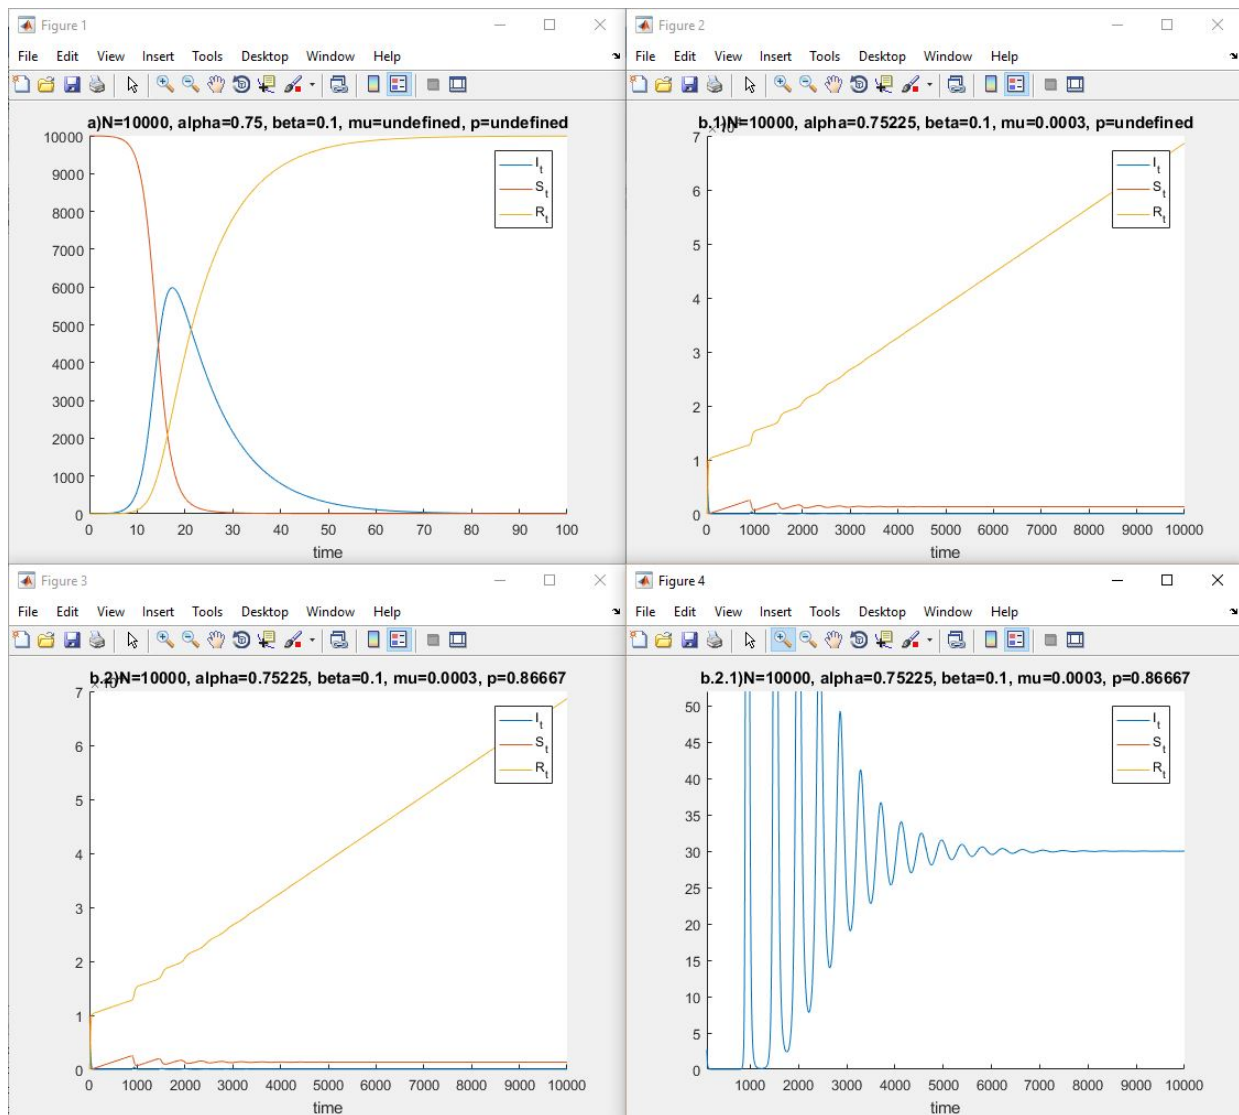 Figure 1
File Edit View Insert Tools Desktop Window Help
a)N=10000, alpha=0.75, beta=0.1, mu=undefined, p=undefined
10000
9000
8000
7000
6000
5000
4000
3000
2000
1000
0
I_t
S_t
R_t
0 10 20 30 40 50 60 70 80 90 100
time
Figure 2
File Edit View Insert Tools Desktop Window Help
b.1)N=10000, alpha=0.75225, beta=0.1, mu=0.0003, p=undefined
7
6
5
4
3
2
1
0
I_t
S_t
R_t
0 1000 2000 3000 4000 5000 6000 7000 8000 9000 10000
time
Figure 3
File Edit View Insert Tools Desktop Window Help
b.2)N=10000, alpha=0.75225, beta=0.1, mu=0.0003, p=0.86667
7
6
5
4
3
2
1
0
I_t
S_t
R_t
0 1000 2000 3000 4000 5000 6000 7000 8000 9000 10000
time
Figure 4
File Edit View Insert Tools Desktop Window Help
b.2.1)N=10000, alpha=0.75225, beta=0.1, mu=0.0003, p=0.86667
50
45
40
35
30
25
20
15
10
5
0
I_t
S_t
R_t
1000 2000 3000 4000 5000 6000 7000 8000 9000 10000
time